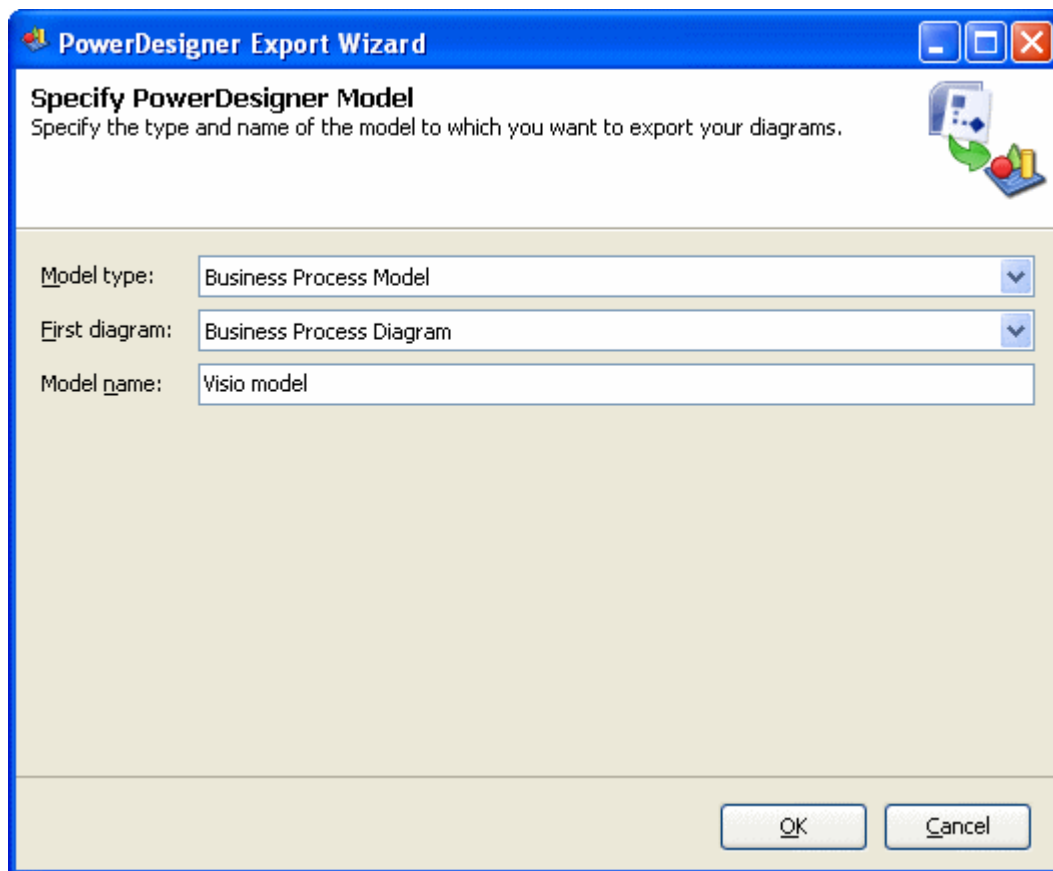 PowerDesigner Export Wizard
Specify PowerDesigner Model
Specify the type and name of the model to which you want to export your diagrams.
Model type: Business Process Model
First diagram: Business Process Diagram
Model name: Visio model
OK Cancel